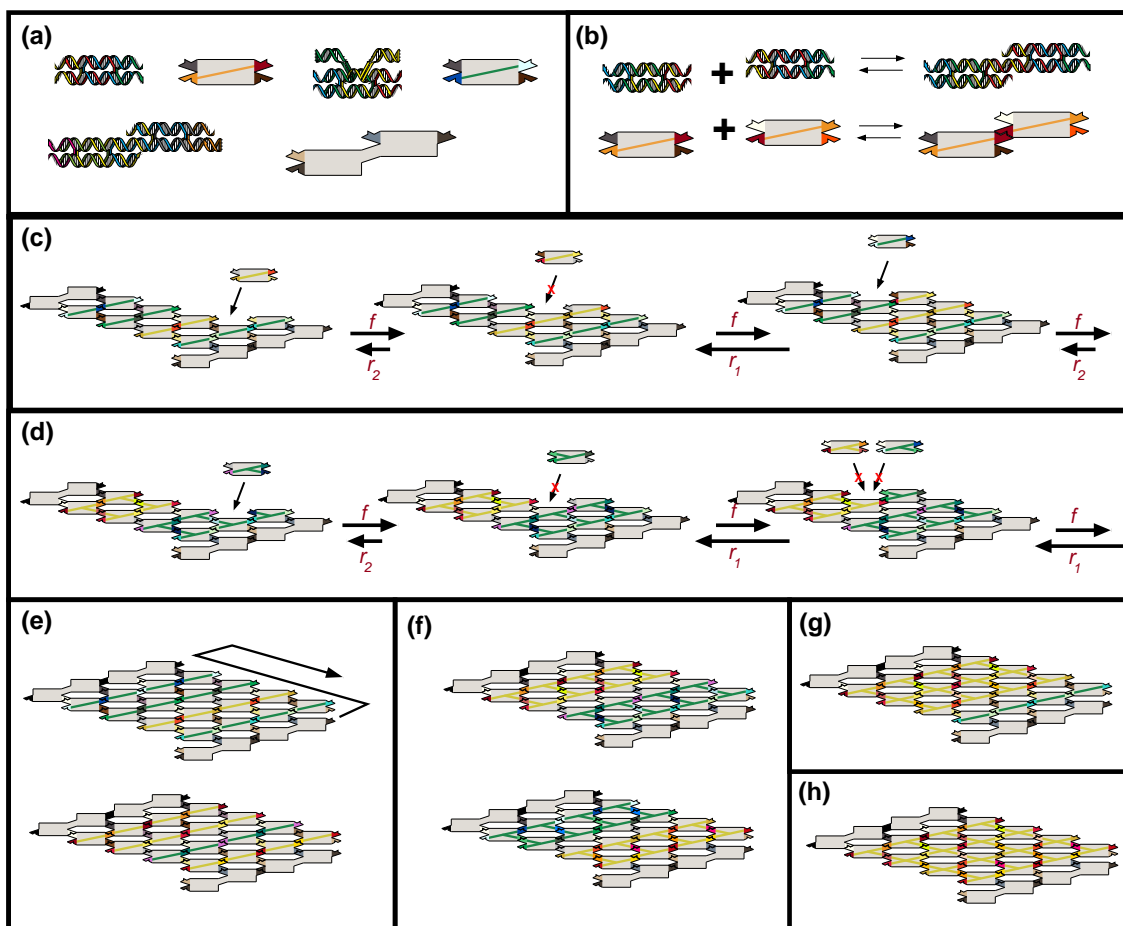 (a)
(b)
+
+
(c)
x
f
r2
f
r1
f
r2
(d)
x
x x
f
r2
f
r1
f
r1
(e)
(f)
(g)
(h)